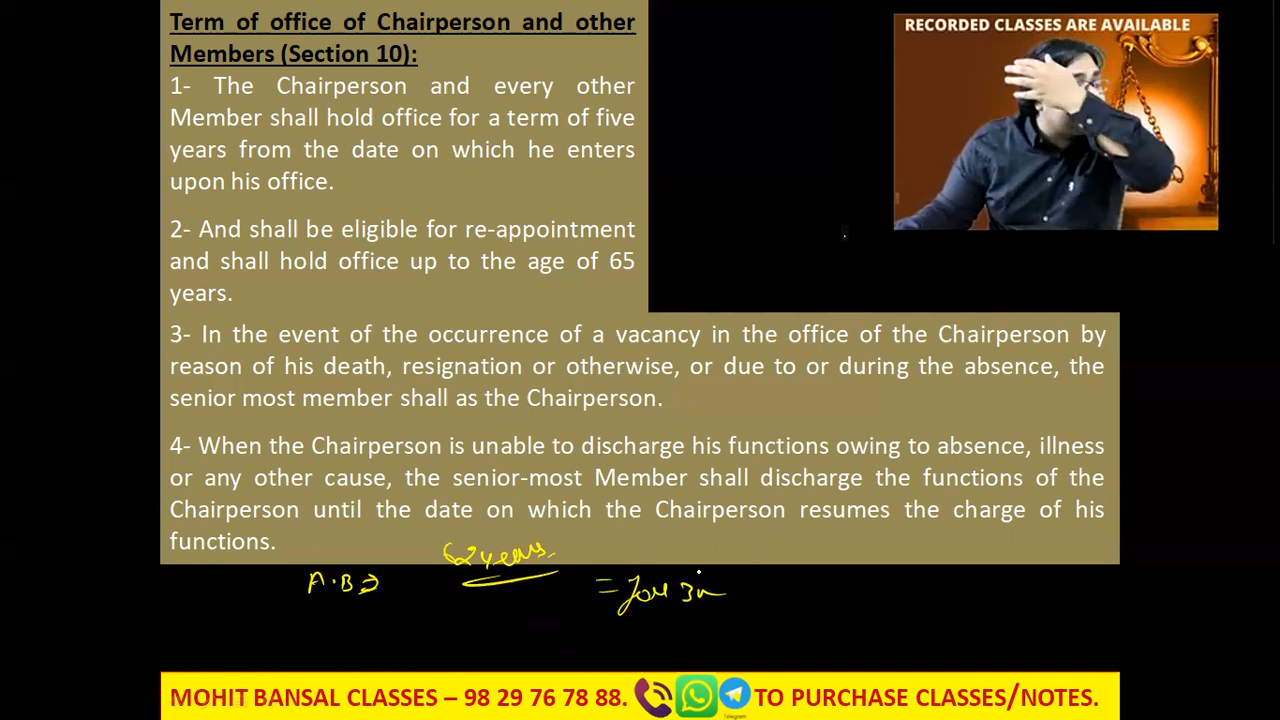 Term of office of Chairperson and other
Members (Section 10):
1- The Chairperson and every other
Member shall hold office for a term of five
years from the date on which he enters
upon his office.
2- And shall be eligible for re-appointment
and shall hold office up to the age of 65
years.
3- In the event of the occurrence of a vacancy in the office of the Chairperson by
reason of his death, resignation or otherwise, or due to or during the absence, the
senior most member shall as the Chairperson.
4- When the Chairperson is unable to discharge his functions owing to absence, illness
or any other cause, the senior-most Member shall discharge the functions of the
Chairperson until the date on which the Chairperson resumes the charge of his
functions.
62 years.
A.B
RECORDED CLASSES ARE AVAILABLE
MOHIT BANSAL CLASSES – 98 29 76 78 88. TO PURCHASE CLASSES/NOTES.
Telegram